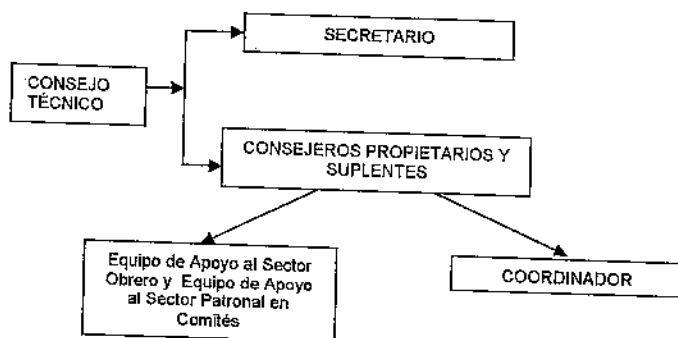 SECRETARIO
CONSEJO
TÉCNICO
CONSEJEROS PROPIETARIOS Y
SUPLENTES
Equipo de Apoyo al Sector
Obrero y Equipo de Apoyo
al Sector Patronal en
Comités
COORDINADOR